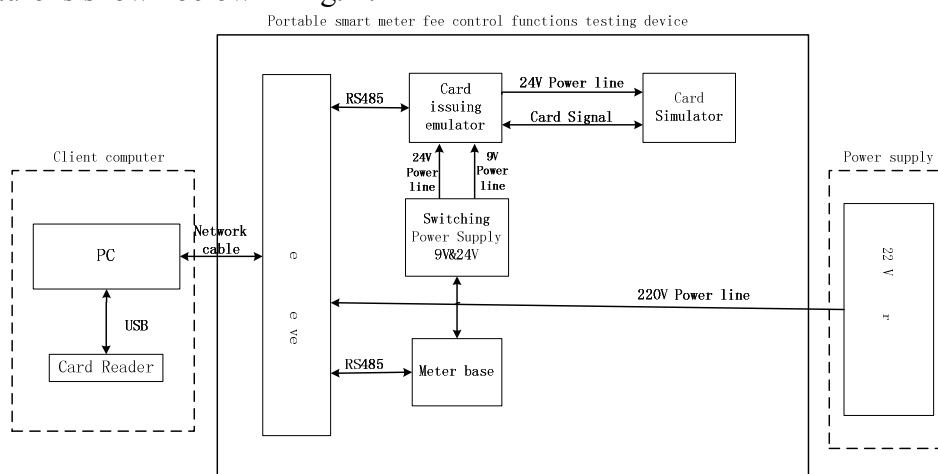 Portable smart meter fee control functions testing device
RS485
Card
issuing
emulator
24V Power line
Card Signal
Card
Simulator
24V
Power
line
9V
Power
line
Client computer
Power supply
Switching
Power Supply
9V&24V
Network
cable
PC
USB
Card Reader
220V Power line
RS485
Meter base